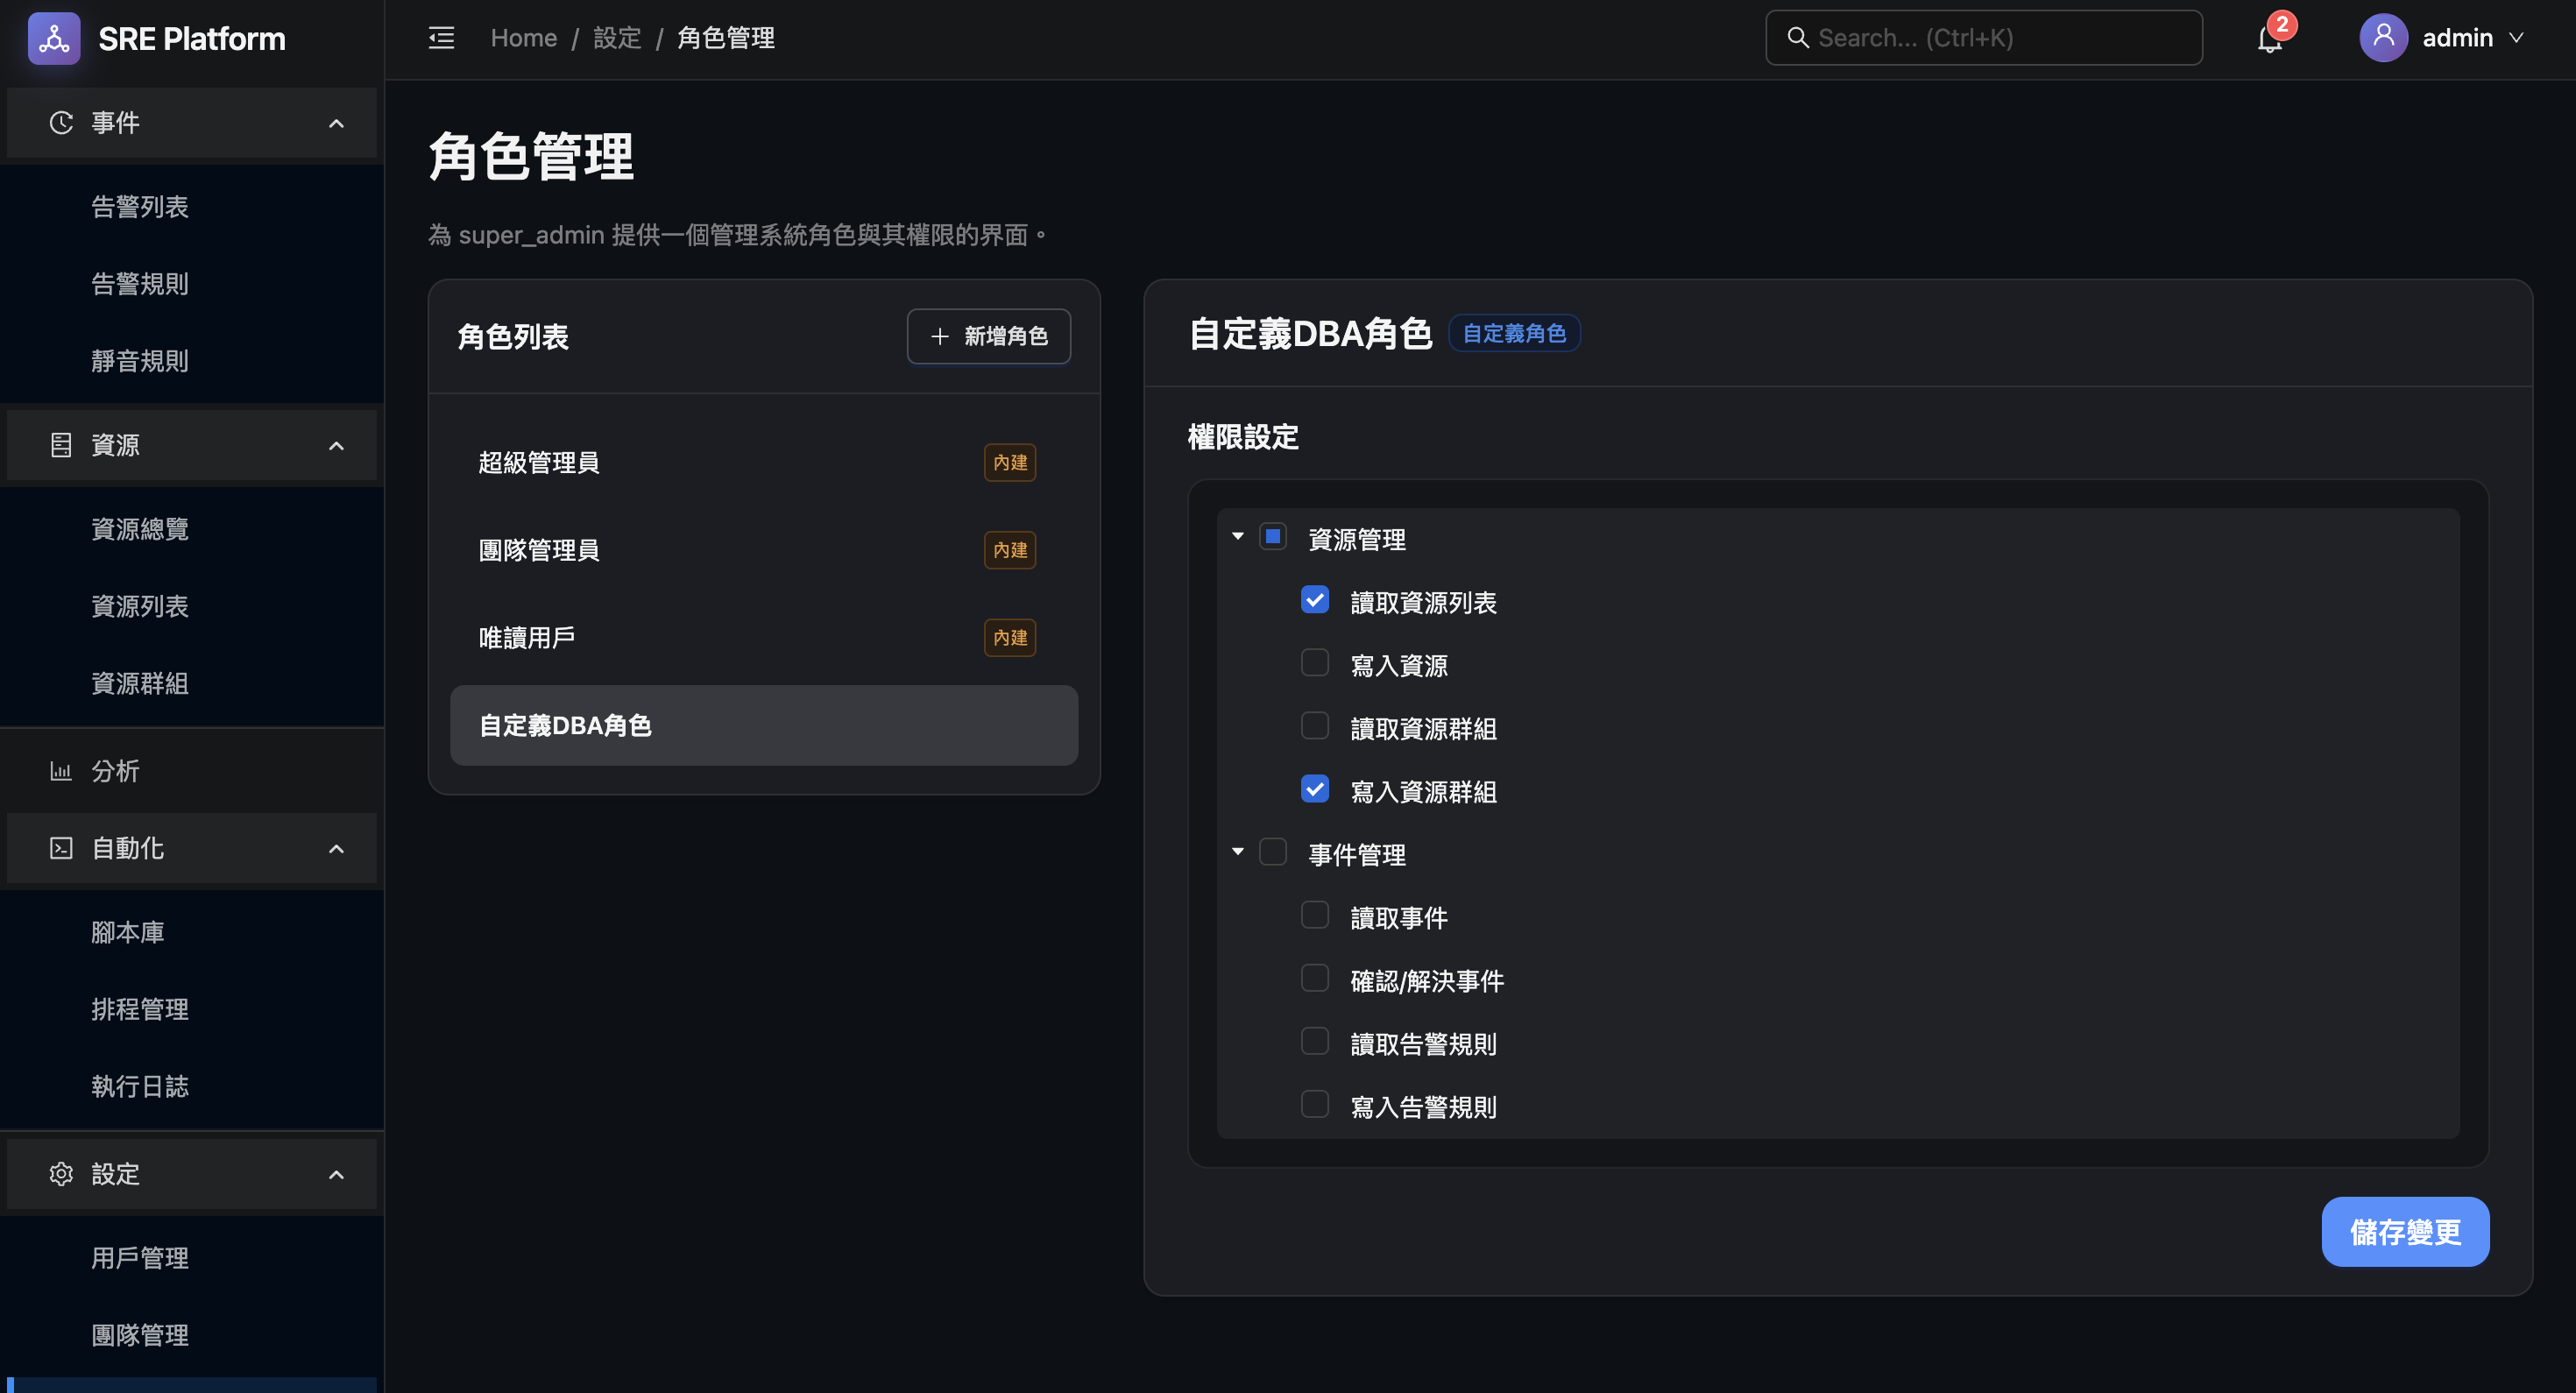 SRE Platform
Home / 設定 / 角色管理
Search... (Ctrl+K)
2
admin
事件
告警列表
告警規則
靜音規則
資源
資源總覽
資源列表
資源群組
分析
自動化
腳本庫
排程管理
執行日誌
設定
用戶管理
團隊管理
角色管理
為 super_admin 提供一個管理系統角色與其權限的界面。
角色列表
新增角色
超級管理員 內建
團隊管理員 內建
唯讀用戶 內建
自定義DBA角色
自定義DBA角色 自定義角色
權限設定
資源管理
讀取資源列表
寫入資源
讀取資源群組
寫入資源群組
事件管理
讀取事件
確認/解決事件
讀取告警規則
寫入告警規則
儲存變更